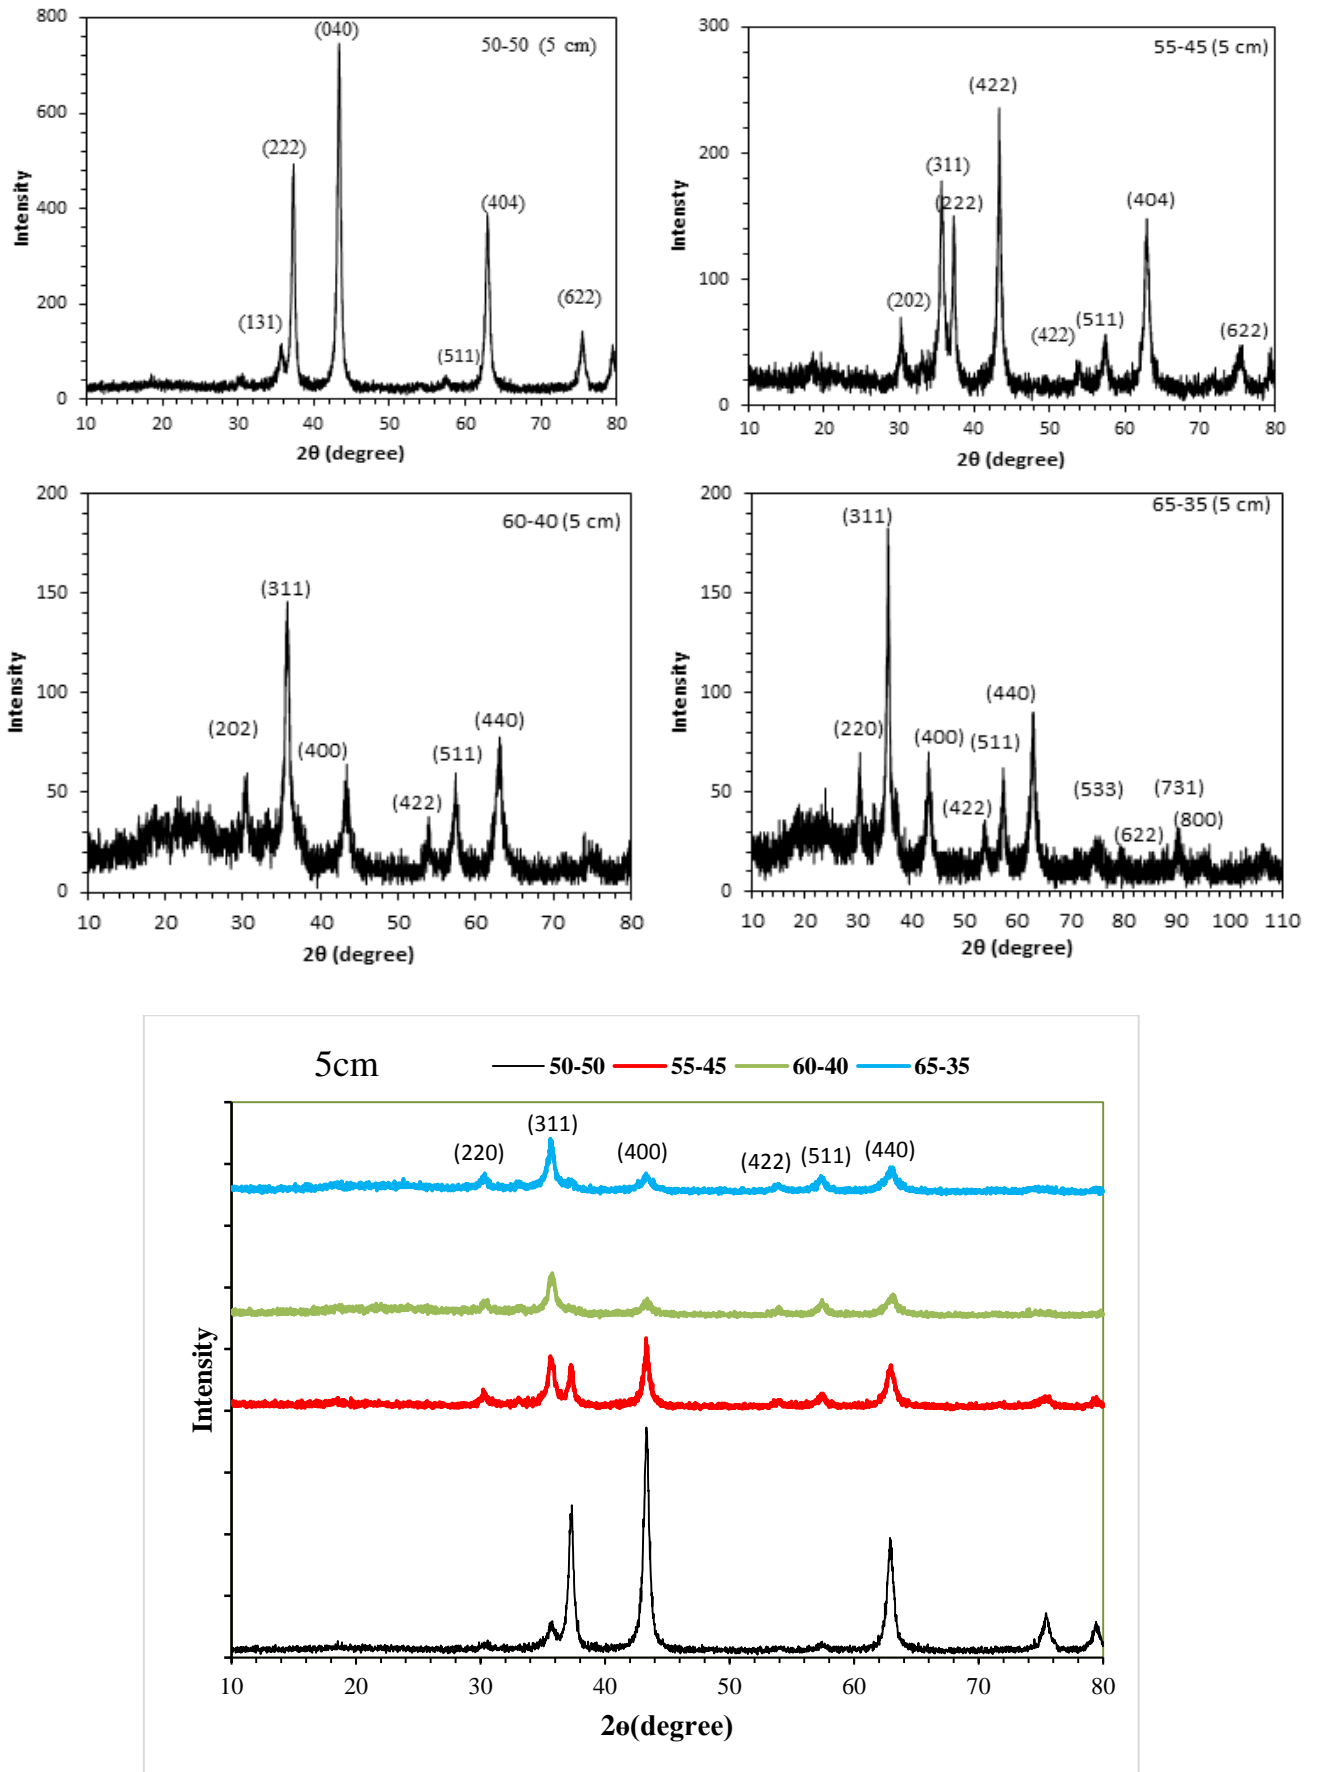 800
600
400
200
0
Intensity
(040)
50-50 (5 cm)
(222)
(404)
(622)
(131)
(511)
10 20 30 40 50 60 70 80
2θ (degree)
300
200
100
0
Intensty
55-45 (5 cm)
(422)
(311)
(222)
(404)
(202)
(422)
(511)
(622)
10 20 30 40 50 60 70 80
2θ (degree)
200
150
100
50
0
Intensity
60-40 (5 cm)
(311)
(202)
(400)
(440)
(511)
(422)
10 20 30 40 50 60 70 80
2θ (degree)
200
150
100
50
0
Intensity
65-35 (5 cm)
(311)
(440)
(220)
(400)
(511)
(422)
(533)
(731)
(622)
(800)
10 20 30 40 50 60 70 80 90 100 110
2θ (degree)
5cm
50-50 55-45 60-40 65-35
(311)
(220)
(400)
(422)
(511)
(440)
Intensity
10 20 30 40 50 60 70 80
2ɵ(degree)